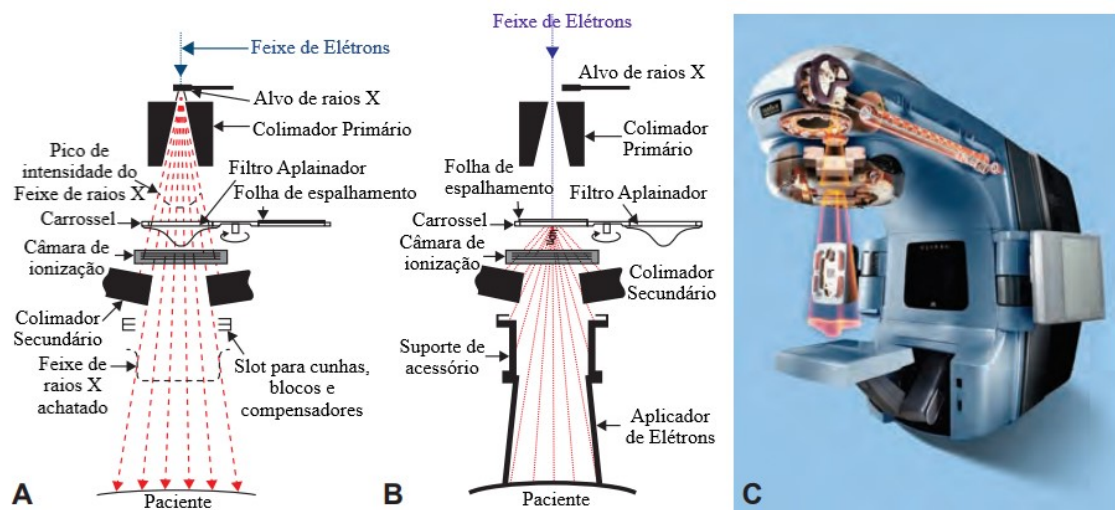 Feixe de Elétrons
Alvo de raios X
Colimador Primário
Pico de
intensidade do
Feixe de raios X
Filtro Aplainador
Folha de espalhamento
Carrossel
Câmara de
ionização
Colimador
Secundário
Feixe de
raios X
achatado
Slot para cunhas,
blocos e
compensadores
A
Paciente
Feixe de Elétrons
Alvo de raios X
Colimador
Primário
Folha de
espalhamento
Filtro Aplainador
Carrossel
Câmara de
ionização
Colimador
Secundário
Suporte de
acessório
Aplicador
de Elétrons
B
Paciente
C